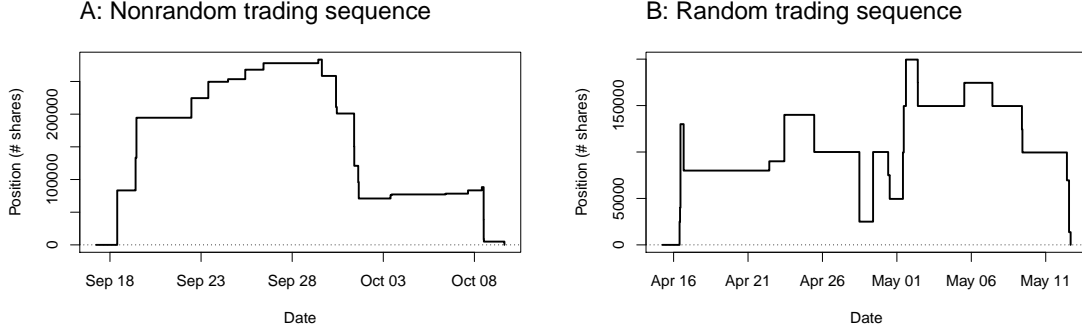 A: Nonrandom trading sequence
Position (# shares)
200000
100000
0
Sep 18 Sep 23 Sep 28 Oct 03 Oct 08
Date
B: Random trading sequence
Position (# shares)
150000
50000
0
Apr 16 Apr 21 Apr 26 May 01 May 06 May 11
Date